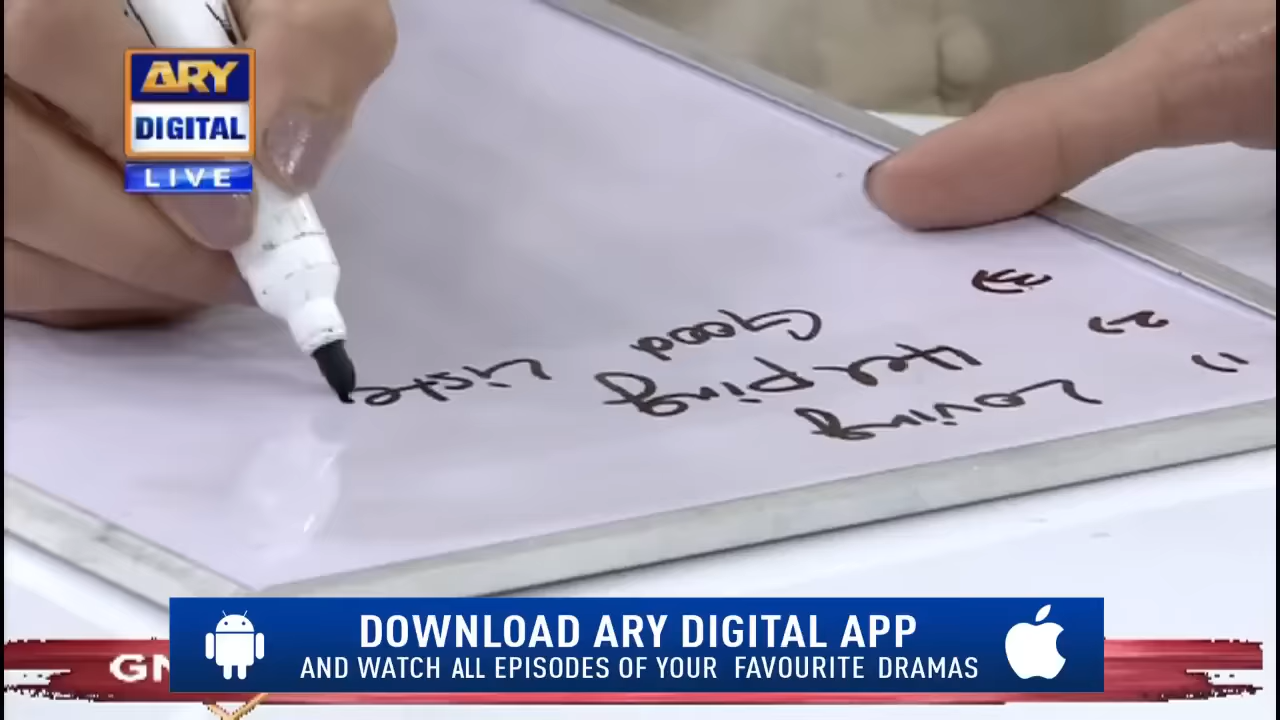 ARY
DIGITAL
LIVE
1) Loving
2) Helping
3) Good Liste
DOWNLOAD ARY DIGITAL APP
AND WATCH ALL EPISODES OF YOUR FAVOURITE DRAMAS